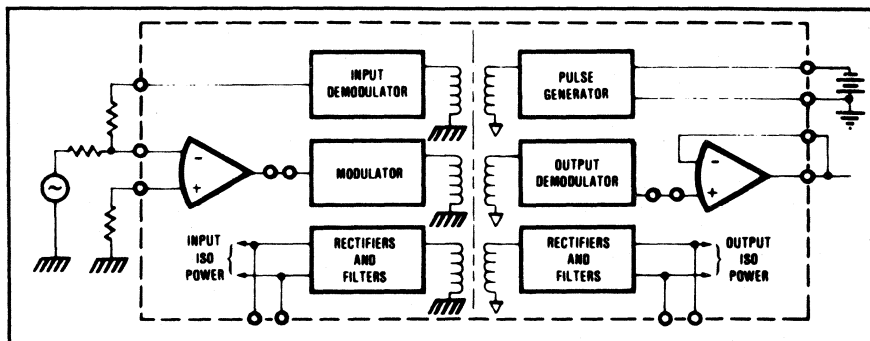 INPUT
DEMODULATOR
PULSE
GENERATOR
-
+
MODULATOR
OUTPUT
DEMODULATOR
-
+
INPUT
ISO
POWER
RECTIFIERS
AND
FILTERS
RECTIFIERS
AND
FILTERS
OUTPUT
ISO
POWER